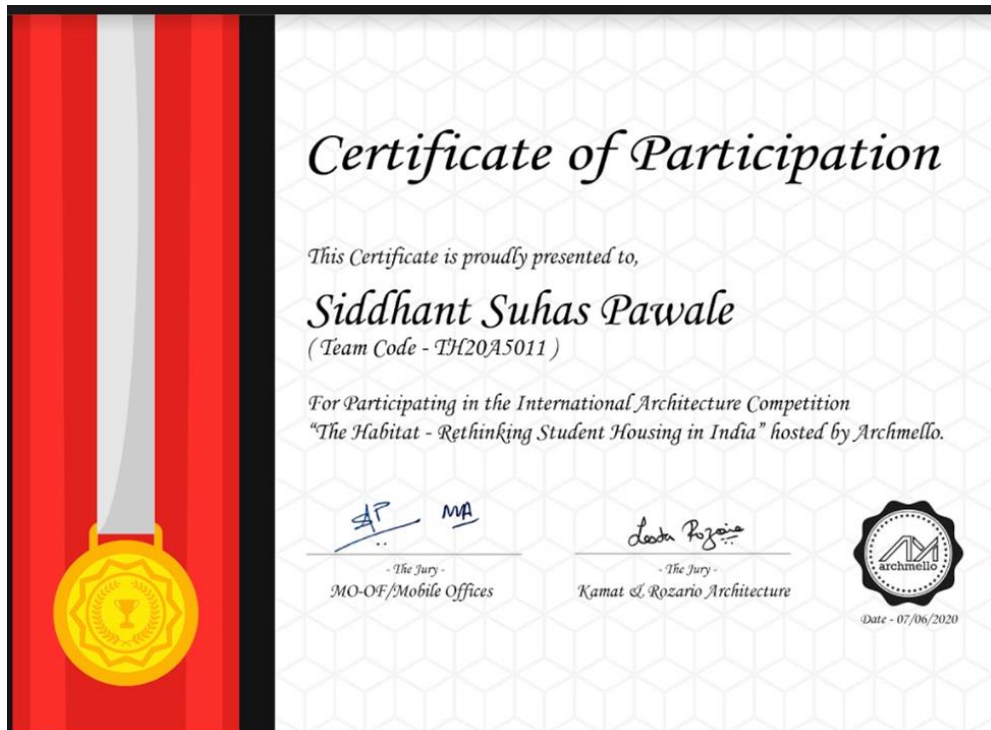 Certificate of Participation
This Certificate is proudly presented to,
Siddhant Suhas Pawale
( Team Code - TH20A5011 )
For Participating in the International Architecture Competition
“The Habitat - Rethinking Student Housing in India” hosted by Archmello.
MA
- The Jury -
MO-OF/Mobile Offices
- The Jury -
Kamat & Rozario Architecture
archmello
Date - 07/06/2020